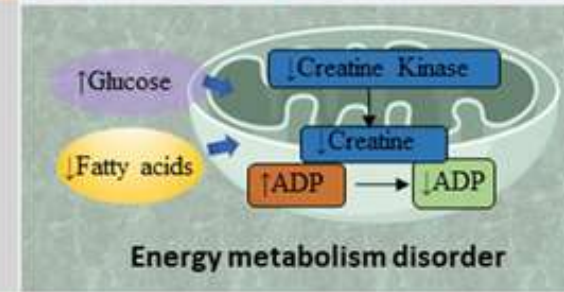 ↑Glucose
↓Creatine Kinase
↓Creatine
↓Fatty acids
↑ADP
↓ADP
Energy metabolism disorder